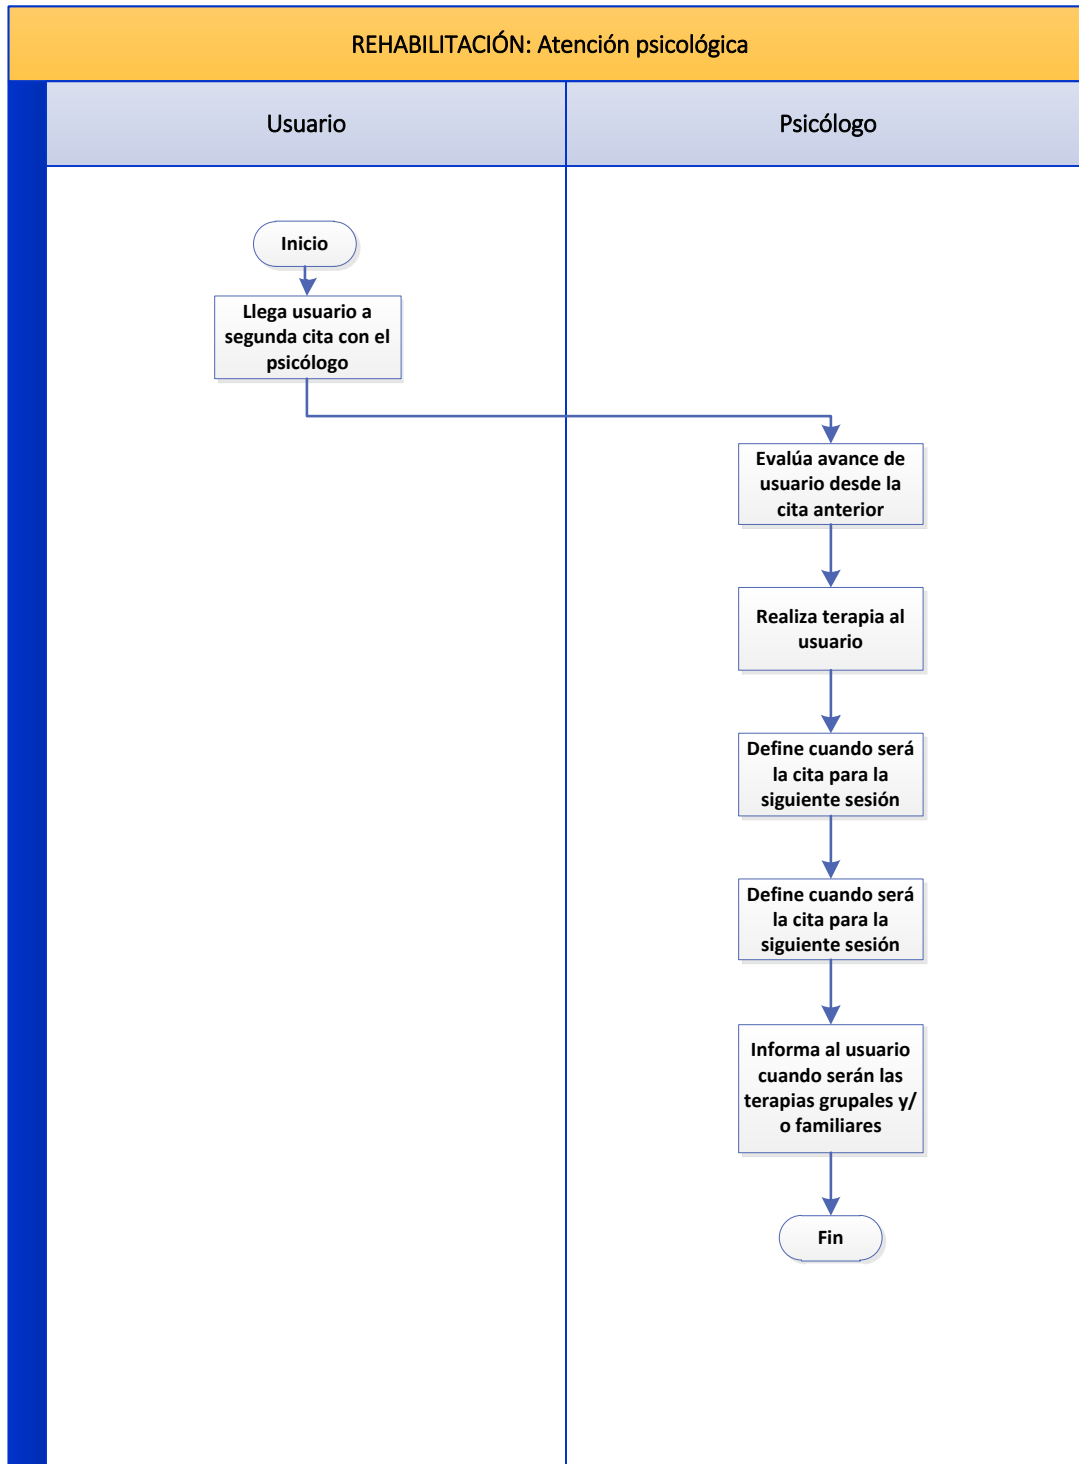 REHABILITACIÓN: Atención psicológica
Usuario
Psicólogo
Inicio
Llega usuario a
segunda cita con el
psicólogo
Evalúa avance de
usuario desde la
cita anterior
Realiza terapia al
usuario
Define cuando será
la cita para la
siguiente sesión
Define cuando será
la cita para la
siguiente sesión
Informa al usuario
cuando serán las
terapias grupales y/
o familiares
Fin